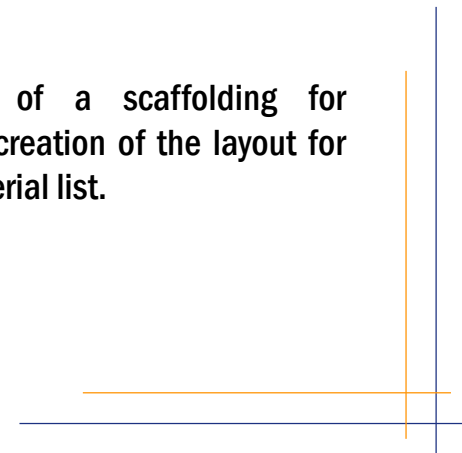 of a scaffolding for
creation of the layout for
erial list.